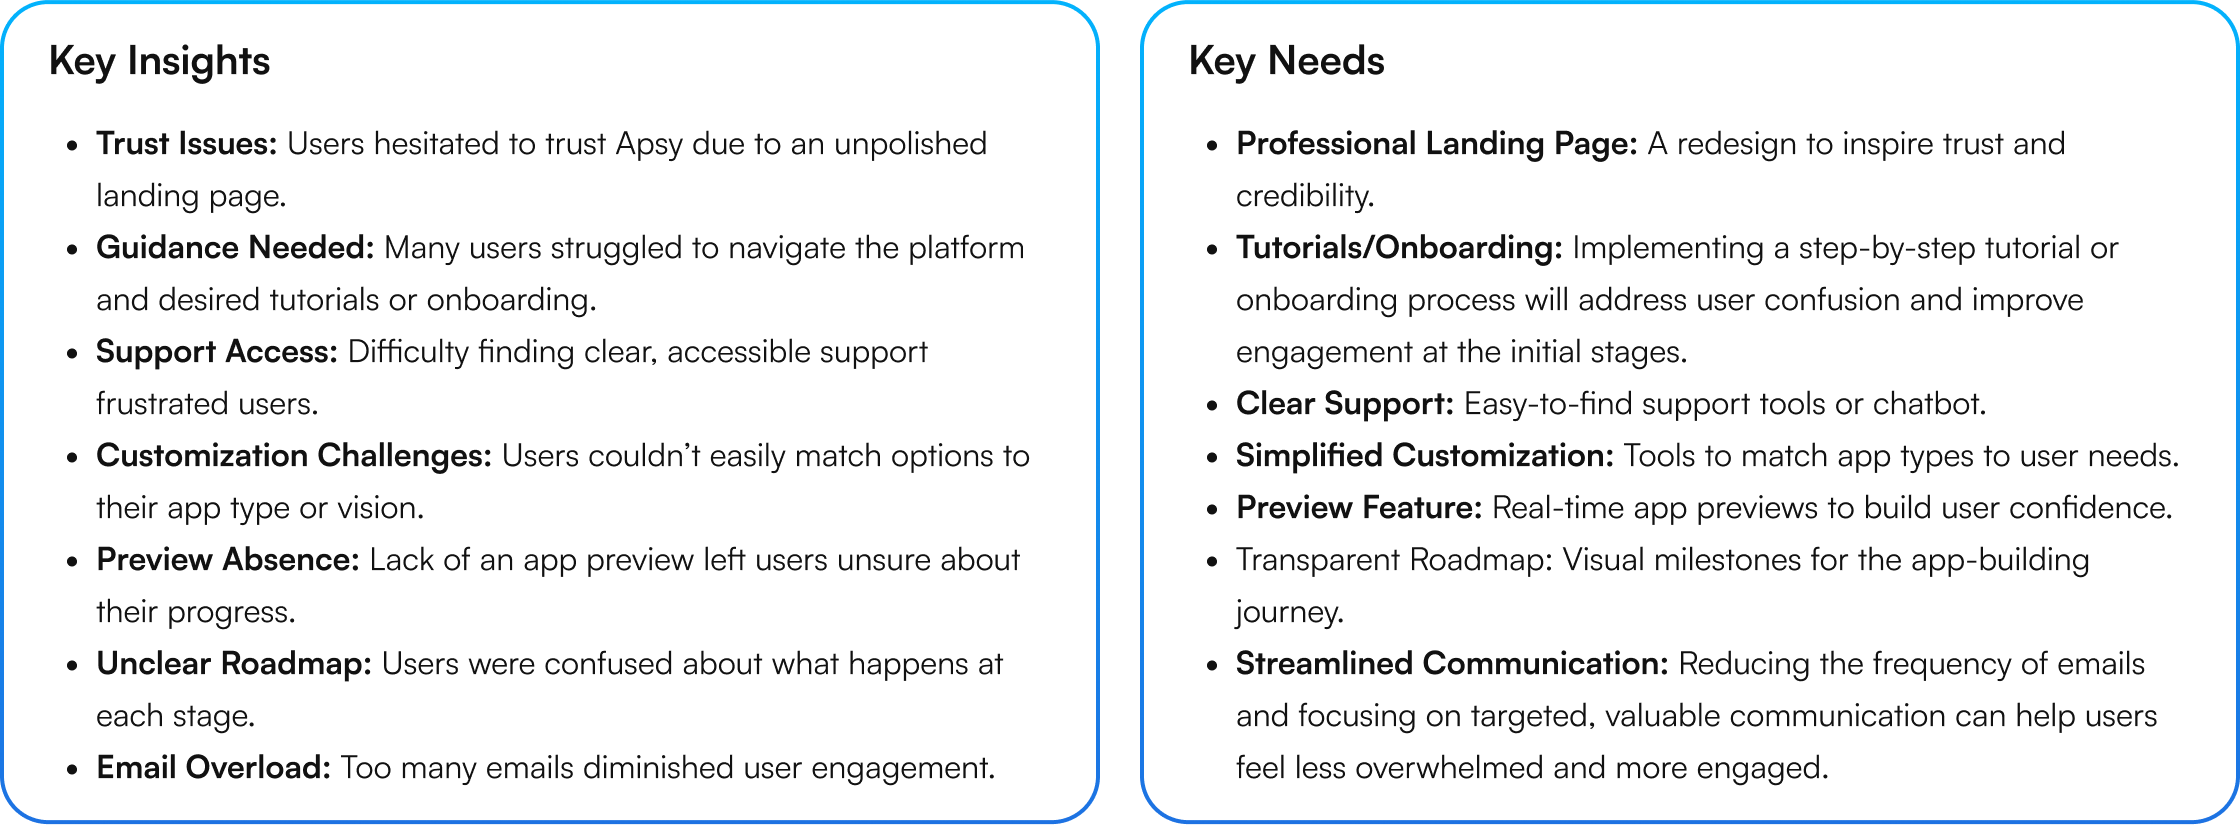 Key Insights
• Trust Issues: Users hesitated to trust Apsy due to an unpolished
landing page.
• Guidance Needed: Many users struggled to navigate the platform
and desired tutorials or onboarding.
• Support Access: Difficulty finding clear, accessible support
frustrated users.
• Customization Challenges: Users couldn’t easily match options to
their app type or vision.
• Preview Absence: Lack of an app preview left users unsure about
their progress.
• Unclear Roadmap: Users were confused about what happens at
each stage.
• Email Overload: Too many emails diminished user engagement.
Key Needs
• Professional Landing Page: A redesign to inspire trust and
credibility.
• Tutorials/Onboarding: Implementing a step-by-step tutorial or
onboarding process will address user confusion and improve
engagement at the initial stages.
• Clear Support: Easy-to-find support tools or chatbot.
• Simplified Customization: Tools to match app types to user needs.
• Preview Feature: Real-time app previews to build user confidence.
• Transparent Roadmap: Visual milestones for the app-building
journey.
• Streamlined Communication: Reducing the frequency of emails
and focusing on targeted, valuable communication can help users
feel less overwhelmed and more engaged.